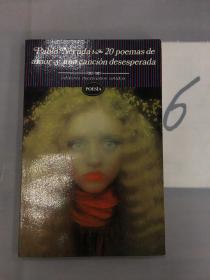 Pablo Neruda 20 poemas de
amor y una canción desesperada
POESÍA
6